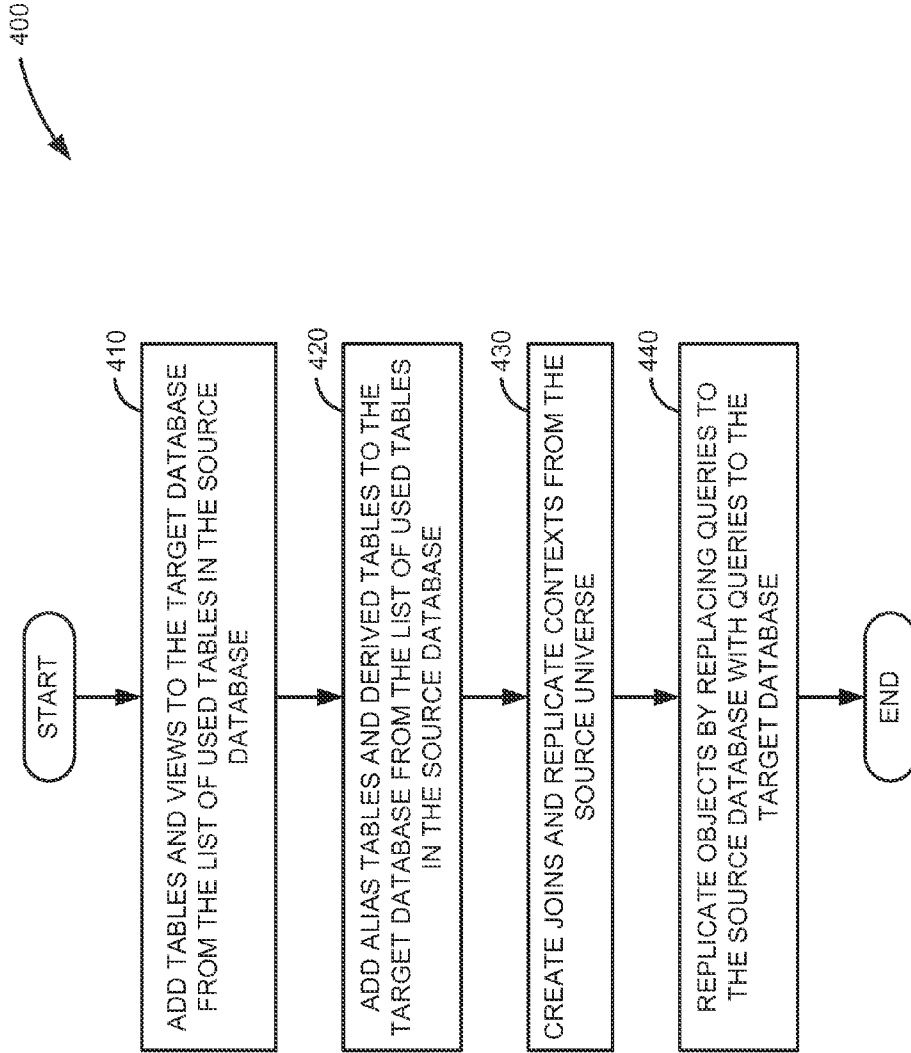 400
START
410
ADD TABLES AND VIEWS TO THE TARGET DATABASE
FROM THE LIST OF USED TABLES IN THE SOURCE
DATABASE
420
ADD ALIAS TABLES AND DERIVED TABLES TO THE
TARGET DATABASE FROM THE LIST OF USED TABLES
IN THE SOURCE DATABASE
430
CREATE JOINS AND REPLICATE CONTEXTS FROM THE
SOURCE UNIVERSE
440
REPLICATE OBJECTS BY REPLACING QUERIES TO
THE SOURCE DATABASE WITH QUERIES TO THE
TARGET DATABASE
END